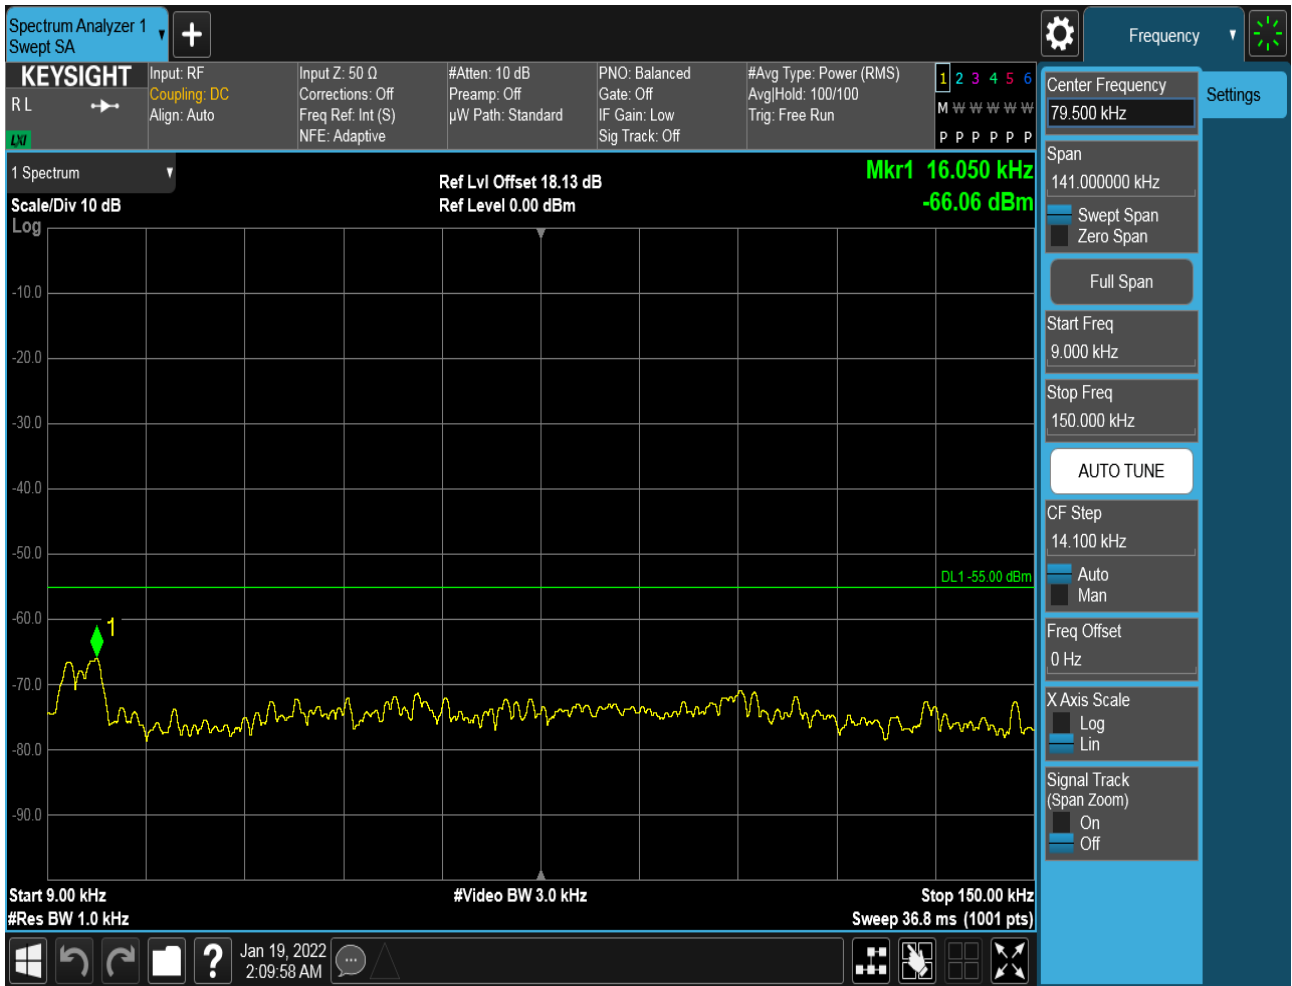 Spectrum Analyzer 1
Swept SA
Frequency
KEYSIGHT
R L
LXI
Input: RF
Coupling: DC
Align: Auto
Input Z: 50 Ω
Corrections: Off
Freq Ref: Int (S)
NFE: Adaptive
#Atten: 10 dB
Preamp: Off
µW Path: Standard
PNO: Balanced
Gate: Off
IF Gain: Low
Sig Track: Off
#Avg Type: Power (RMS)
Avg|Hold: 100/100
Trig: Free Run
1 2 3 4 5 6
M W W W W W
P P P P P P
1 Spectrum
Scale/Div 10 dB
Log
Ref Lvl Offset 18.13 dB
Ref Level 0.00 dBm
Mkr1 16.050 kHz
-66.06 dBm
-10.0
-20.0
-30.0
-40.0
-50.0
DL1 -55.00 dBm
-60.0
1
-70.0
-80.0
-90.0
Start 9.00 kHz
#Res BW 1.0 kHz
#Video BW 3.0 kHz
Stop 150.00 kHz
Sweep 36.8 ms (1001 pts)
?
Jan 19, 2022
2:09:58 AM
Center Frequency
79.500 kHz
Settings
Span
141.000000 kHz
Swept Span
Zero Span
Full Span
Start Freq
9.000 kHz
Stop Freq
150.000 kHz
AUTO TUNE
CF Step
14.100 kHz
Auto
Man
Freq Offset
0 Hz
X Axis Scale
Log
Lin
Signal Track
(Span Zoom)
On
Off